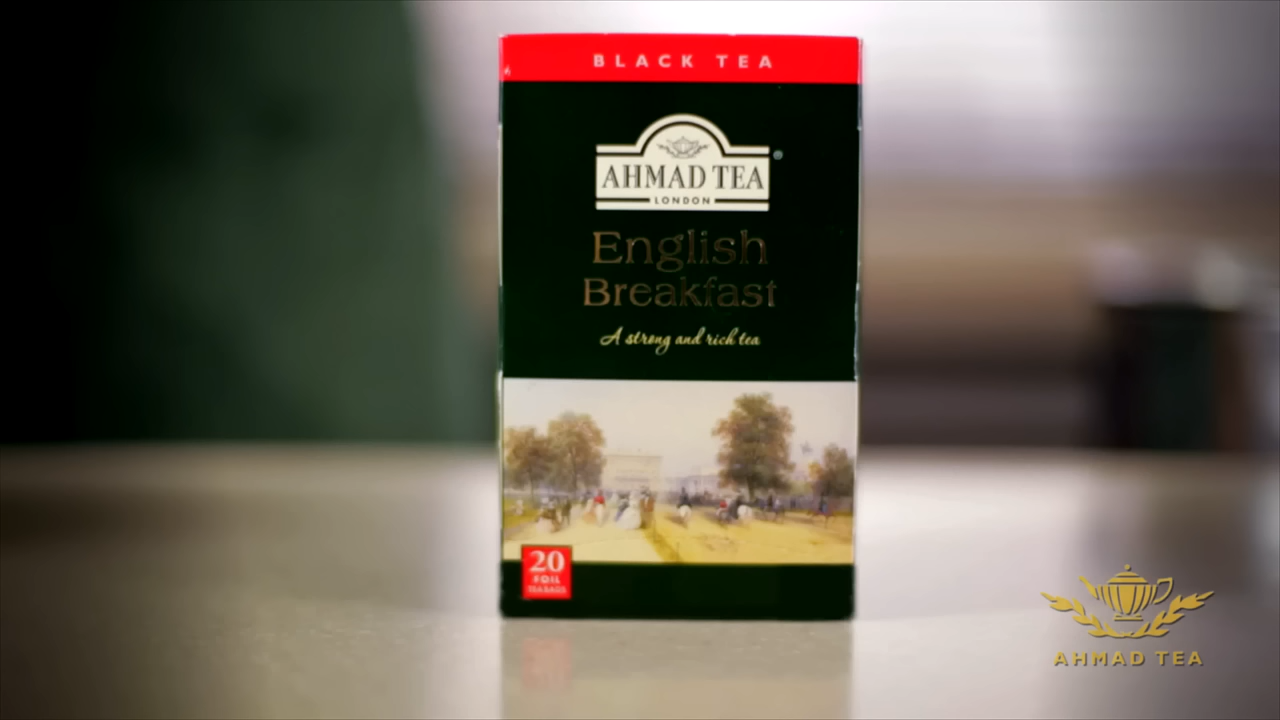 BLACK TEA
AHMAD TEA
LONDON
English
Breakfast
A strong and rich tea
20
FOIL
TEABAGS
AHMAD TEA